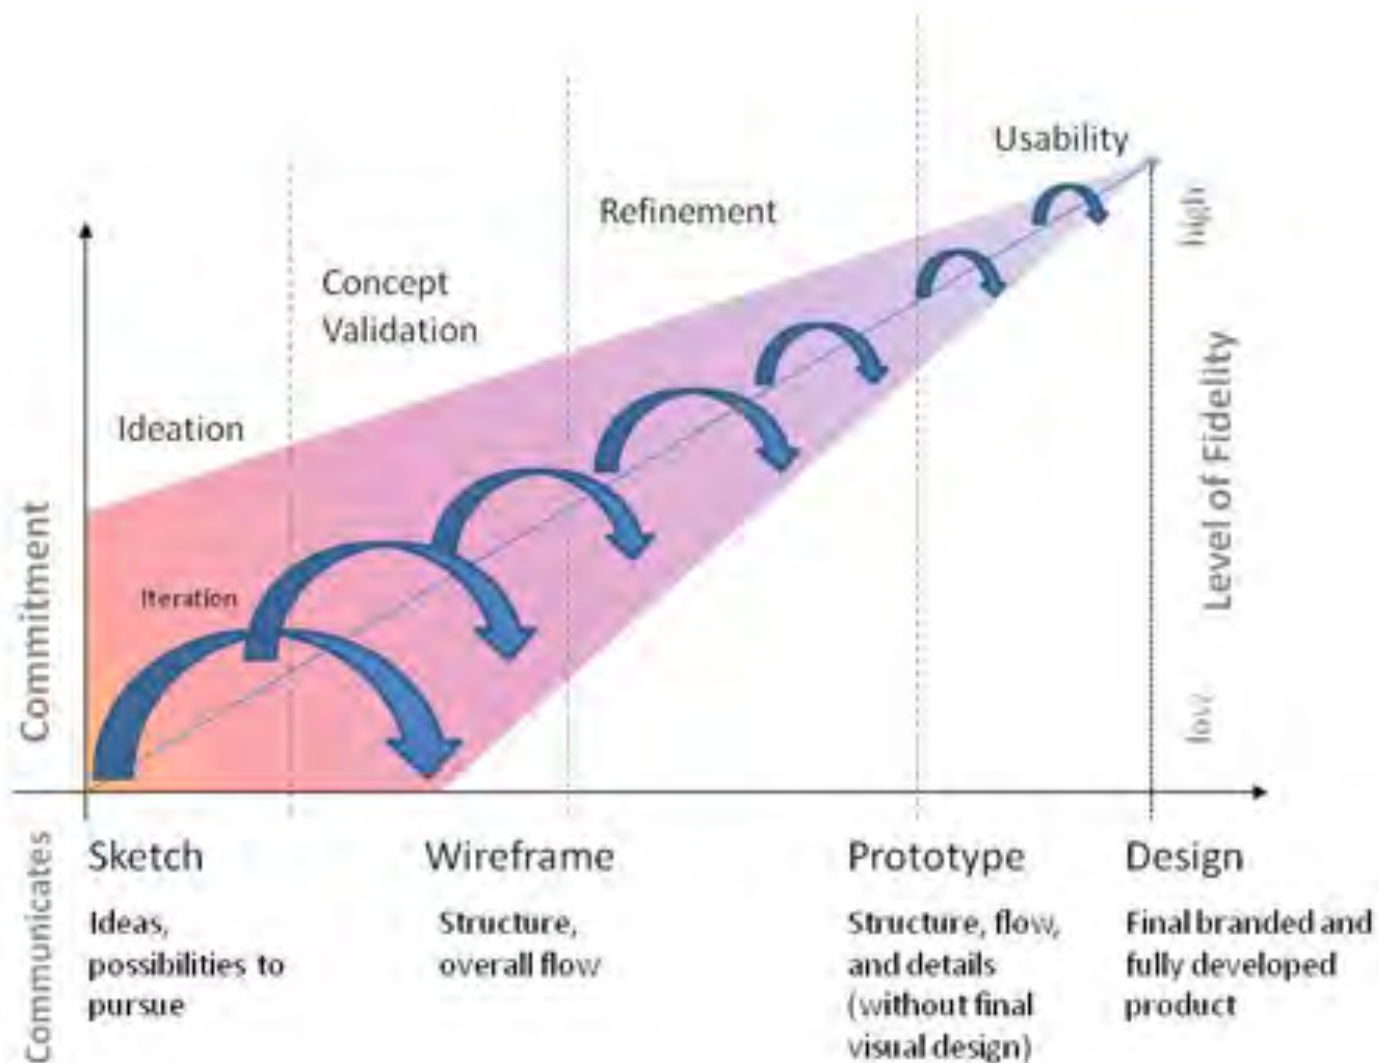 Usability
Refinement
Concept
Validation
Ideation
Iteration
Commitment
high
Level of Fidelity
low
Communicates
Sketch
Ideas,
possibilities to
pursue
Wireframe
Structure,
overall flow
Prototype
Structure, flow,
and details
(without final
visual design)
Design
Final branded and
fully developed
product